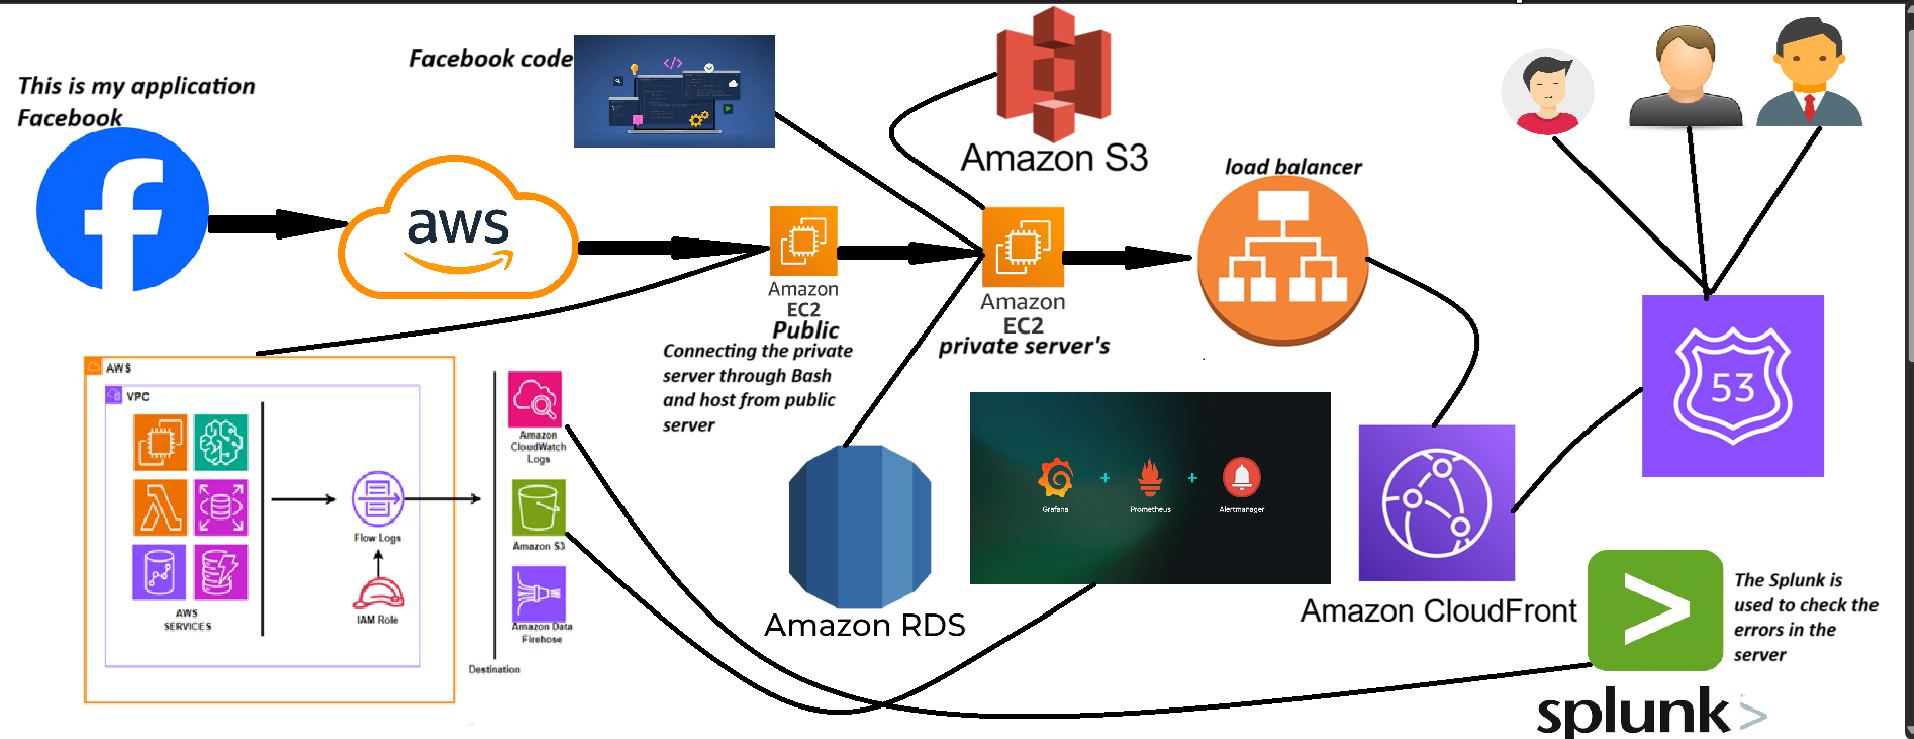 This is my application
Facebook
Facebook code
</>
aws
Amazon
EC2
Public
Connecting the private
server through Bash
and host from public
server
Amazon S3
Amazon
EC2
private server's
load balancer
53
AWS
VPC
AWS
SERVICES
Flow Logs
IAM Role
Amazon
CloudWatch
Logs
Amazon S3
Amazon Data
Firehose
Destination
Amazon RDS
Grafana
+
Prometheus
+
Alertmanager
Amazon CloudFront
The Splunk is
used to check the
errors in the
server
splunk>